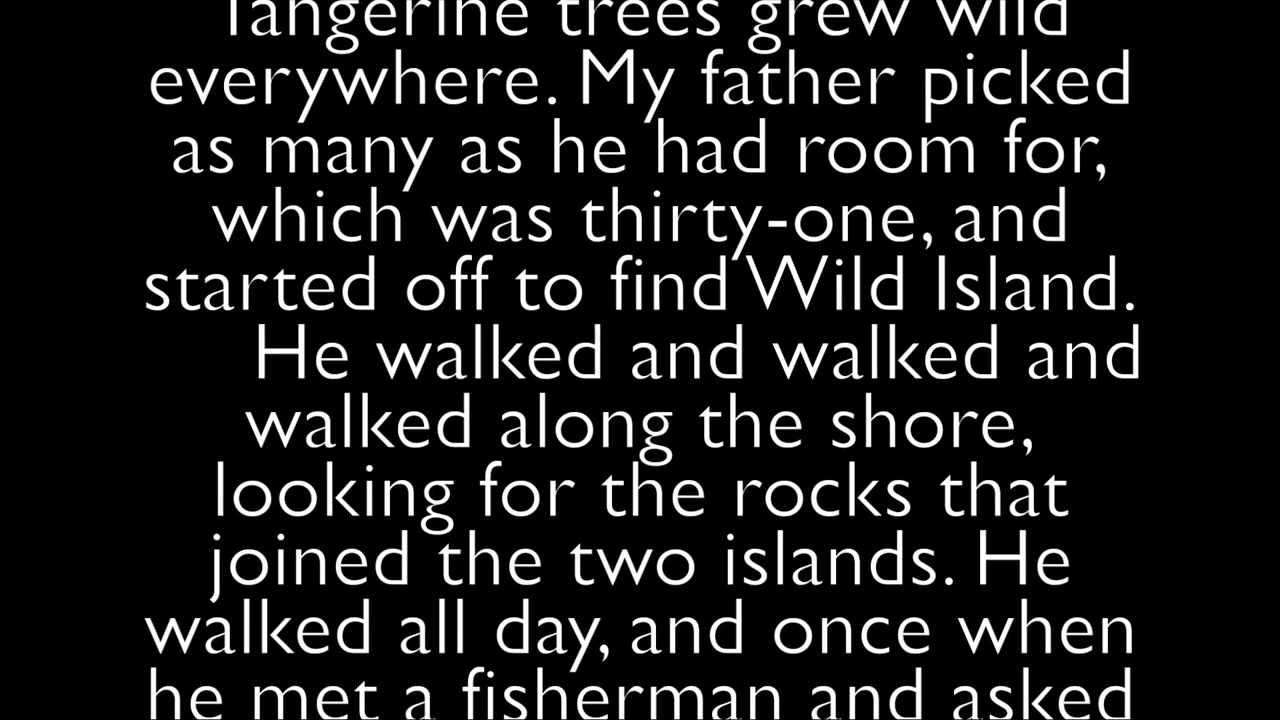 Tangerine trees grew wild
everywhere. My father picked
as many as he had room for,
which was thirty-one, and
started off to find Wild Island.
He walked and walked and
walked along the shore,
looking for the rocks that
joined the two islands. He
walked all day, and once when
he met a fisherman and asked